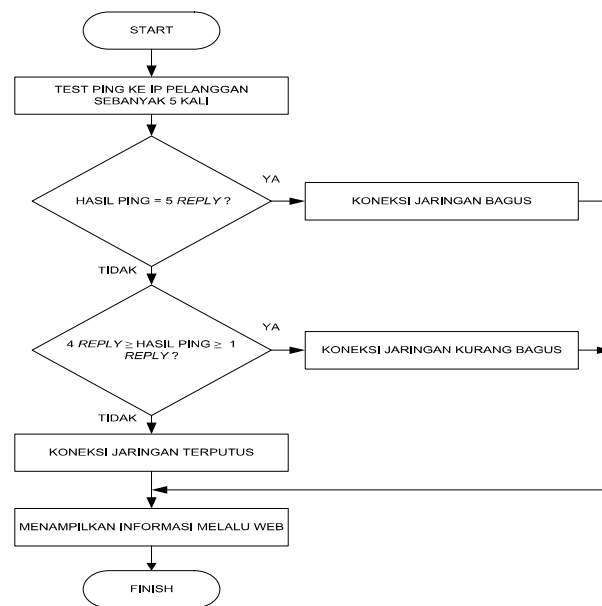 START
TEST PING KE IP PELANGGAN
SEBANYAK 5 KALI
YA
HASIL PING = 5 REPLY ?
KONEKSI JARINGAN BAGUS
TIDAK
YA
4 REPLY ≥ HASIL PING ≥ 1
REPLY ?
KONEKSI JARINGAN KURANG BAGUS
TIDAK
KONEKSI JARINGAN TERPUTUS
MENAMPILKAN INFORMASI MELALU WEB
FINISH